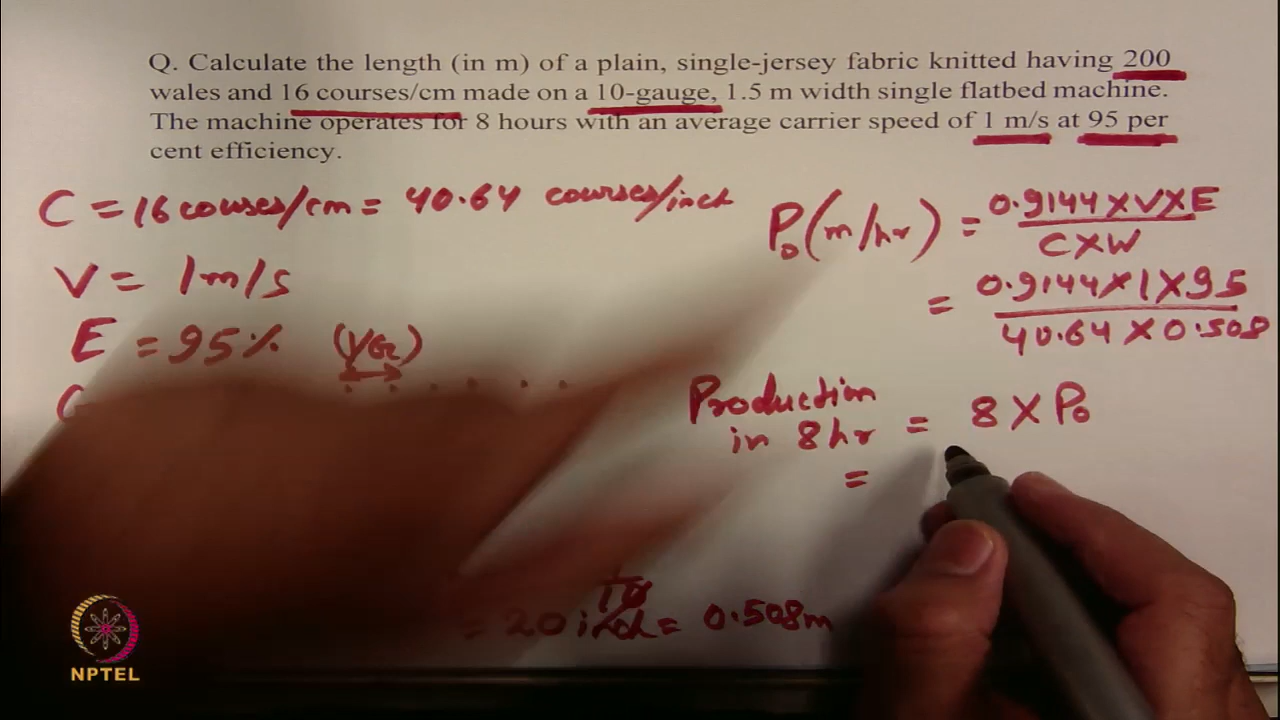 Q. Calculate the length (in m) of a plain, single-jersey fabric knitted having 200
wales and 16 courses/cm made on a 10-gauge, 1.5 m width single flatbed machine.
The machine operates for 8 hours with an average carrier speed of 1 m/s at 95 per
cent efficiency.
C = 16 courses/cm = 40.64 courses/inch
V = 1m/s
E = 95% (1/G)
P₀(m/hr) = 0.9144 X V X E
C X W
= 0.9144 X 1 X 95
40.64 X 0.508
Production
in 8 hr = 8 X P₀
=
= 20 inch = 0.508m
NPTEL